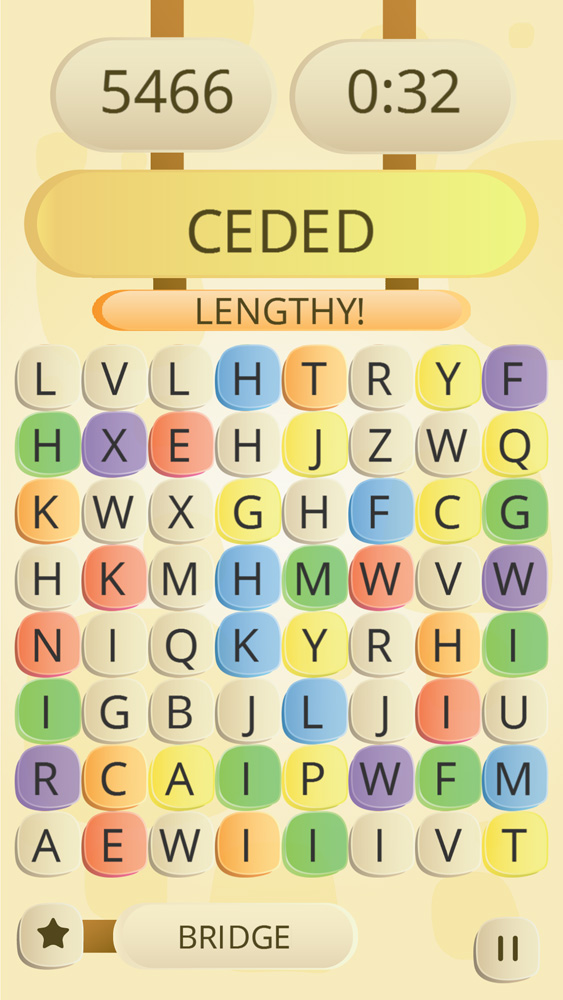 5466 0:32
CEDED
LENGTHY!
L V L H T R Y F
H X E H J Z W Q
K W X G H F C G
H K M H M W V W
N I Q K Y R H I
I G B J L J I U
R C A I P W F M
A E W I I I V T
BRIDGE